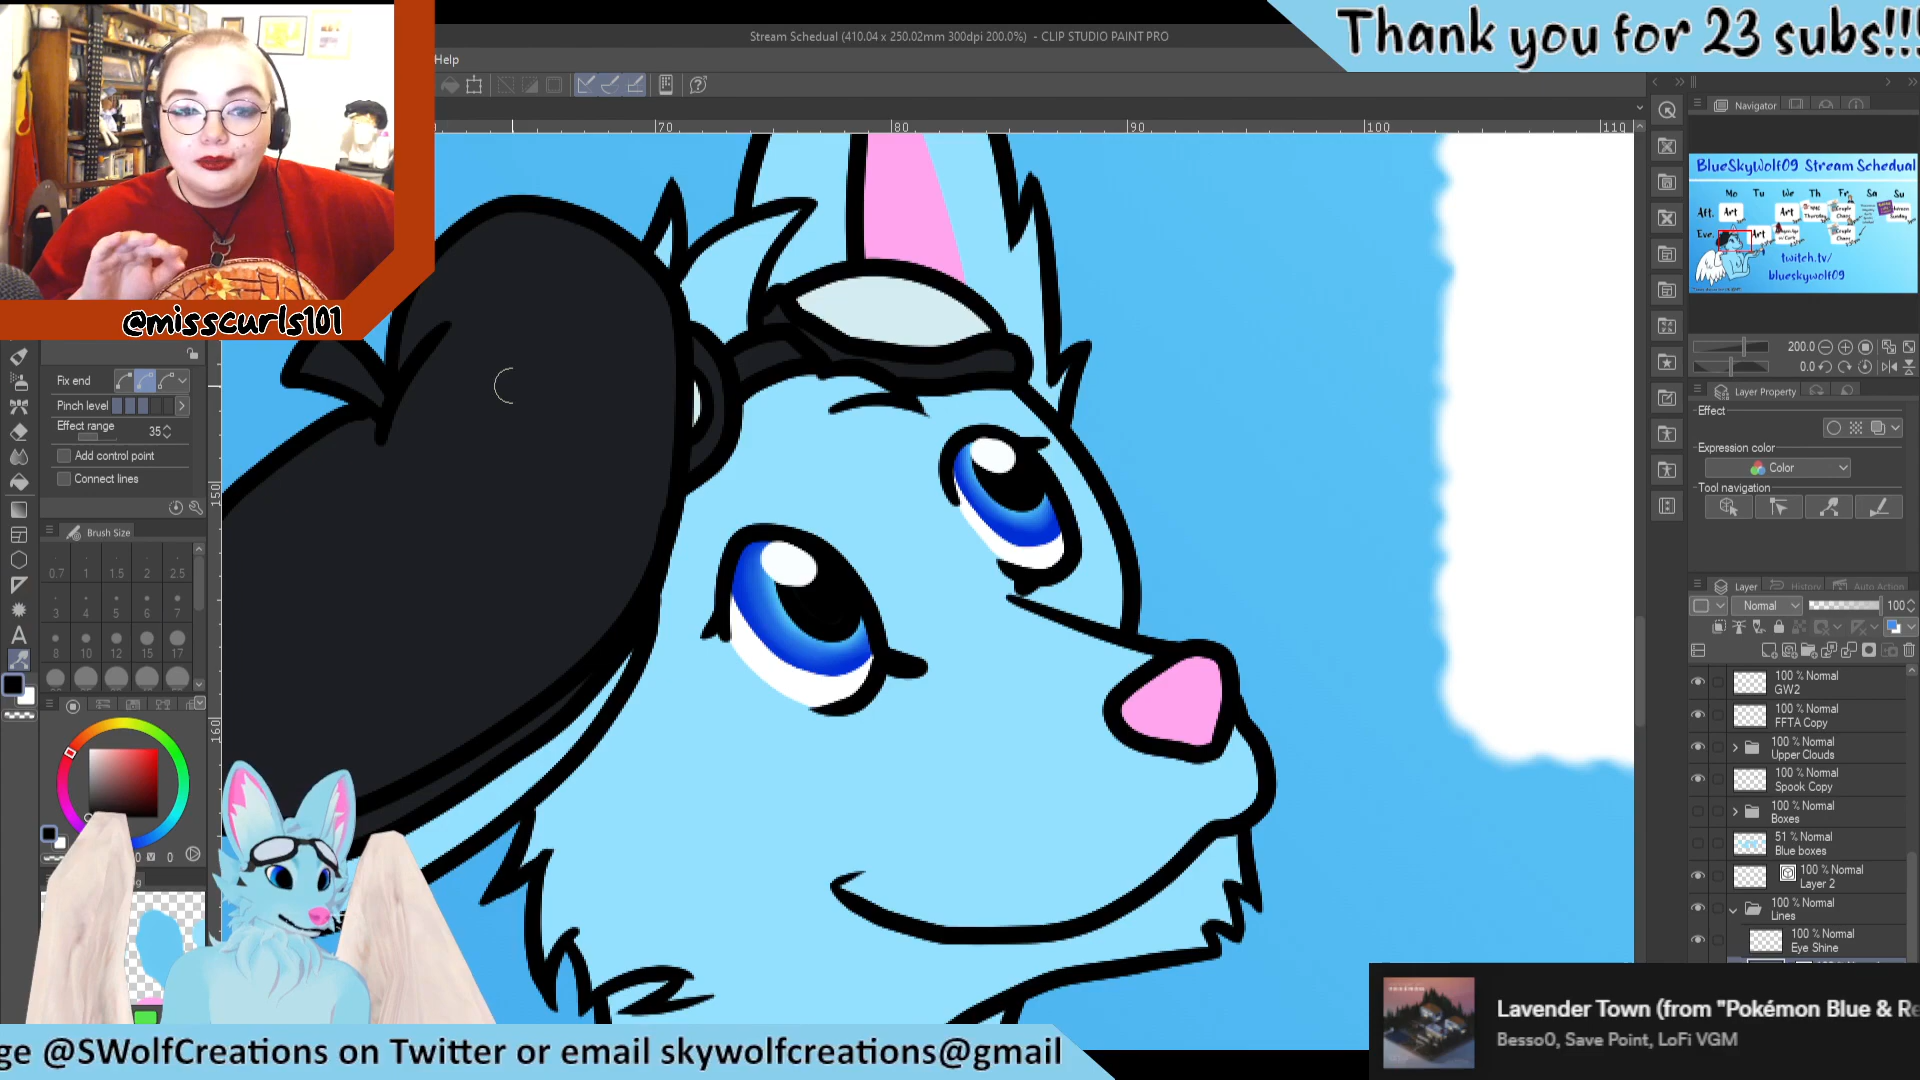 Thank you for 23 subs!!!
Stream Schedual (410.04 x 250.02mm 300dpi 200.0%) - CLIP STUDIO PAINT PRO
Help
70
80
90
100
110
150
160
@misscurls101
Fix end
Pinch level
Effect range
35
Add control point
Connect lines
Brush Size
0.7 1 1.5 2 2.5
3 4 5 6 7
8 10 12 15 17
0 V 0
Navigator
BlueSkyWolf09 Stream Schedual
Mo Tu We Th Fr Sa Su
Aft. Art Art
Thursday
Sunday
Eve. Art
twitch.tv/
blueskywolf09
200.0
0.0
Layer Property
Effect
Expression color
Color
Tool navigation
Layer
History
Auto Action
Normal
100
100 % Normal
GW2
100 % Normal
FFTA Copy
100 % Normal
Upper Clouds
100 % Normal
Spook Copy
100 % Normal
Boxes
51 % Normal
Blue boxes
100 % Normal
Layer 2
100 % Normal
Lines
100 % Normal
Eye Shine
Lavender Town (from "Pokémon Blue & Re
Besso0, Save Point, LoFi VGM
ge @SWolfCreations on Twitter or email skywolfcreations@gmail